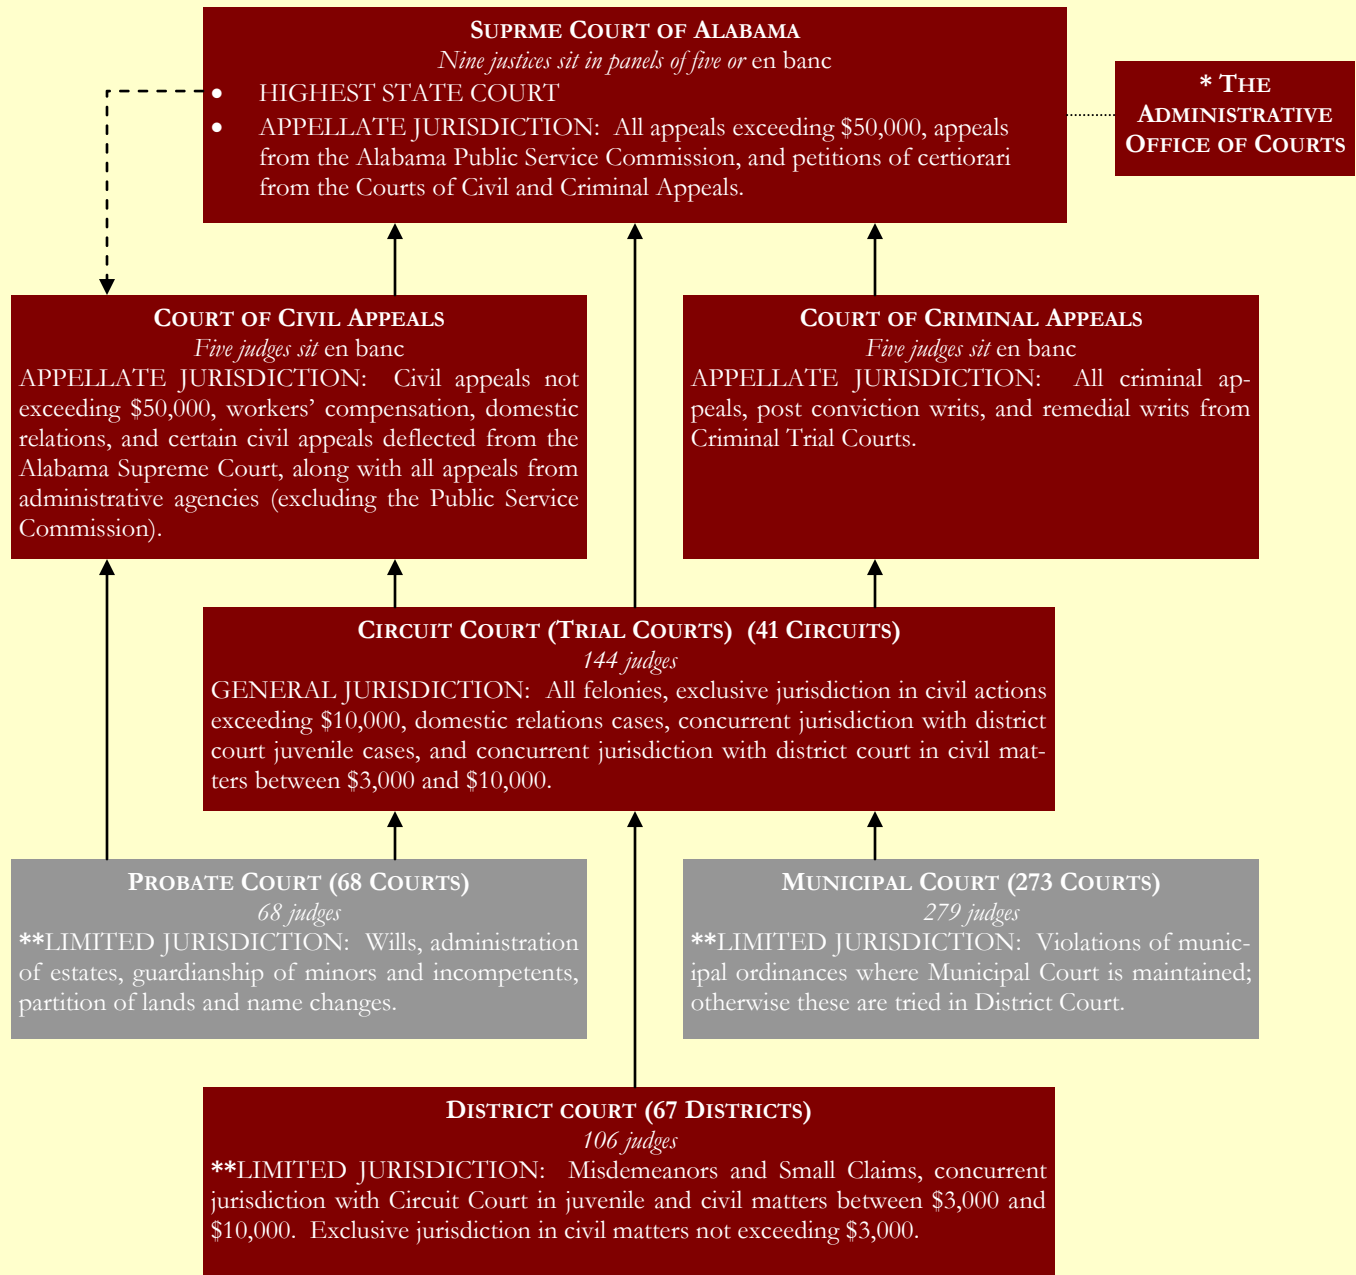 SUPRME COURT OF ALABAMA
Nine justices sit in panels of five or en banc
• HIGHEST STATE COURT
• APPELLATE JURISDICTION: All appeals exceeding $50,000, appeals
from the Alabama Public Service Commission, and petitions of certiorari
from the Courts of Civil and Criminal Appeals.
* THE
ADMINISTRATIVE
OFFICE OF COURTS
COURT OF CIVIL APPEALS
Five judges sit en banc
APPELLATE JURISDICTION: Civil appeals not
exceeding $50,000, workers’ compensation, domestic
relations, and certain civil appeals deflected from the
Alabama Supreme Court, along with all appeals from
administrative agencies (excluding the Public Service
Commission).
COURT OF CRIMINAL APPEALS
Five judges sit en banc
APPELLATE JURISDICTION: All criminal ap-
peals, post conviction writs, and remedial writs from
Criminal Trial Courts.
CIRCUIT COURT (TRIAL COURTS) (41 CIRCUITS)
144 judges
GENERAL JURISDICTION: All felonies, exclusive jurisdiction in civil actions
exceeding $10,000, domestic relations cases, concurrent jurisdiction with district
court juvenile cases, and concurrent jurisdiction with district court in civil mat-
ters between $3,000 and $10,000.
PROBATE COURT (68 COURTS)
68 judges
**LIMITED JURISDICTION: Wills, administration
of estates, guardianship of minors and incompetents,
partition of lands and name changes.
MUNICIPAL COURT (273 COURTS)
279 judges
**LIMITED JURISDICTION: Violations of munic-
ipal ordinances where Municipal Court is maintained;
otherwise these are tried in District Court.
DISTRICT COURT (67 DISTRICTS)
106 judges
**LIMITED JURISDICTION: Misdemeanors and Small Claims, concurrent
jurisdiction with Circuit Court in juvenile and civil matters between $3,000 and
$10,000. Exclusive jurisdiction in civil matters not exceeding $3,000.